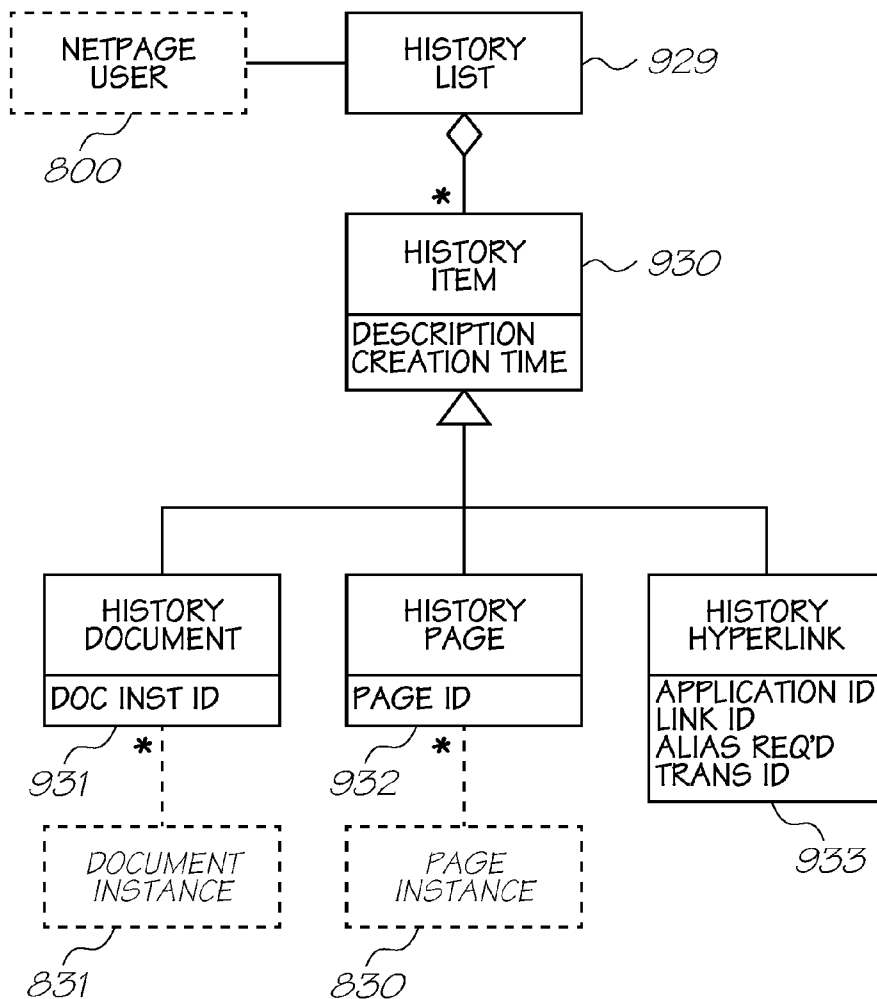 NETPAGE
USER
800
HISTORY
LIST
929
*
HISTORY
ITEM
930
DESCRIPTION
CREATION TIME
HISTORY
DOCUMENT
DOC INST ID
931
*
HISTORY
PAGE
PAGE ID
932
*
HISTORY
HYPERLINK
APPLICATION ID
LINK ID
ALIAS REQ'D
TRANS ID
933
DOCUMENT
INSTANCE
831
PAGE
INSTANCE
830